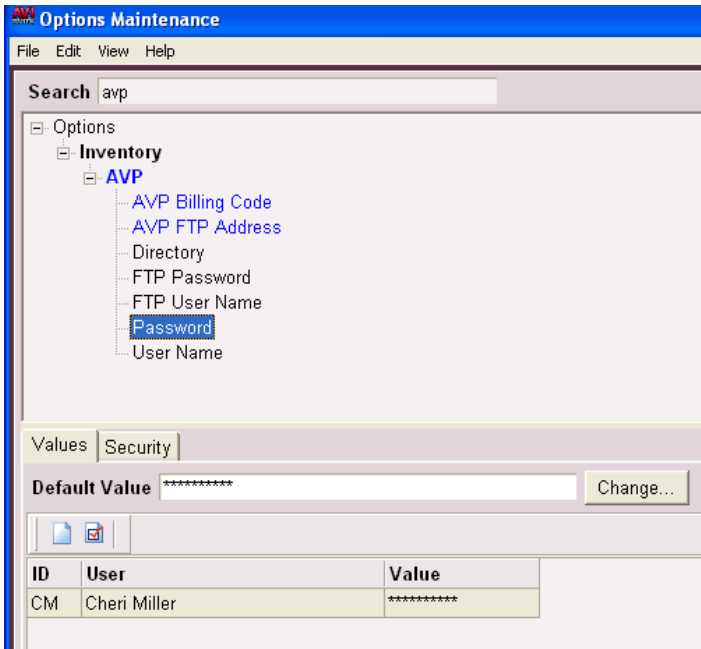 AVI Options Maintenance
File Edit View Help
Search avp
Options
Inventory
AVP
AVP Billing Code
AVP FTP Address
Directory
FTP Password
FTP User Name
Password
User Name
Values Security
Default Value ********** Change...
ID User Value
CM Cheri Miller **********